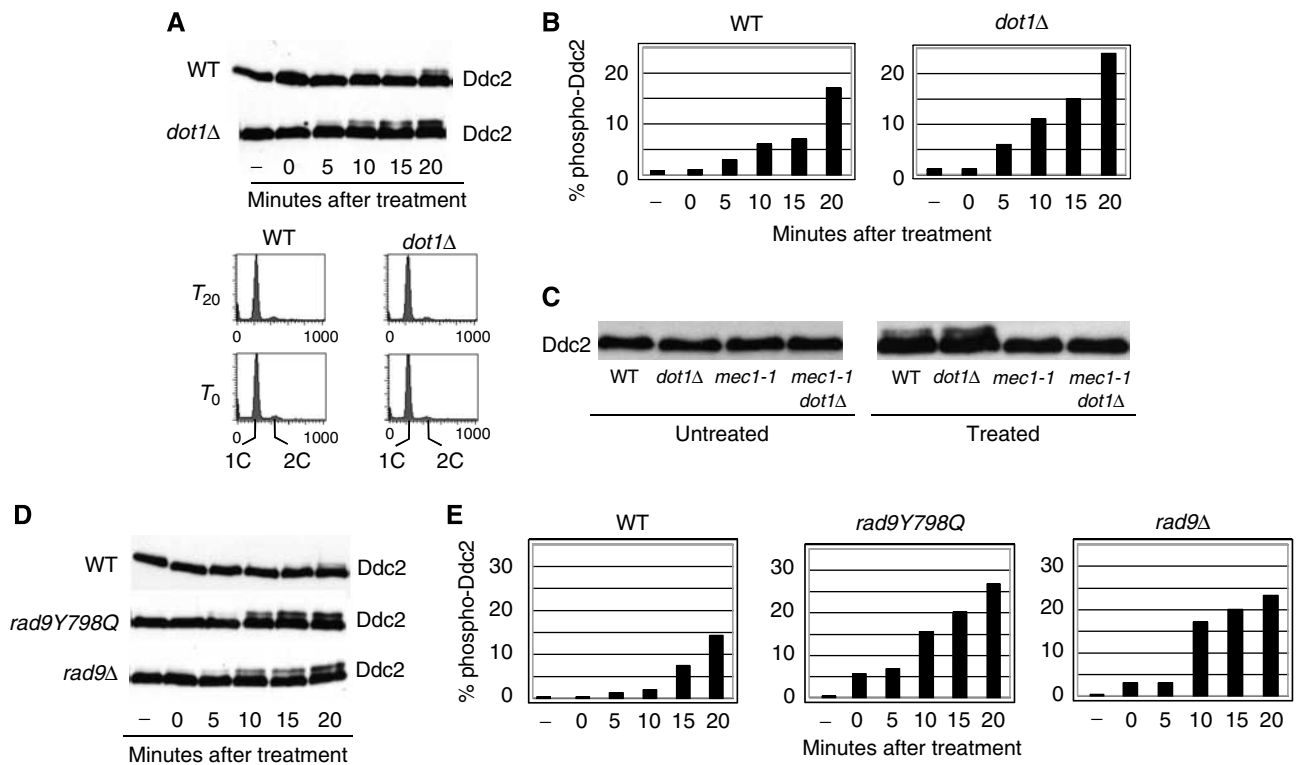 A
WT
Ddc2
dot1Δ
Ddc2
– 0 5 10 15 20
Minutes after treatment
WT
dot1Δ
T20
0 1000
0 1000
T0
0 1000
0 1000
1C 2C
1C 2C
B
WT
dot1Δ
% phospho-Ddc2
20
10
0
– 0 5 10 15 20
20
10
0
– 0 5 10 15 20
Minutes after treatment
C
Ddc2
WT dot1Δ mec1-1 mec1-1
dot1Δ
Untreated
WT dot1Δ mec1-1 mec1-1
dot1Δ
Treated
D
WT
Ddc2
rad9Y798Q
Ddc2
rad9Δ
Ddc2
– 0 5 10 15 20
Minutes after treatment
E
WT
rad9Y798Q
rad9Δ
% phospho-Ddc2
30
20
10
0
– 0 5 10 15 20
30
20
10
0
– 0 5 10 15 20
30
20
10
0
– 0 5 10 15 20
Minutes after treatment